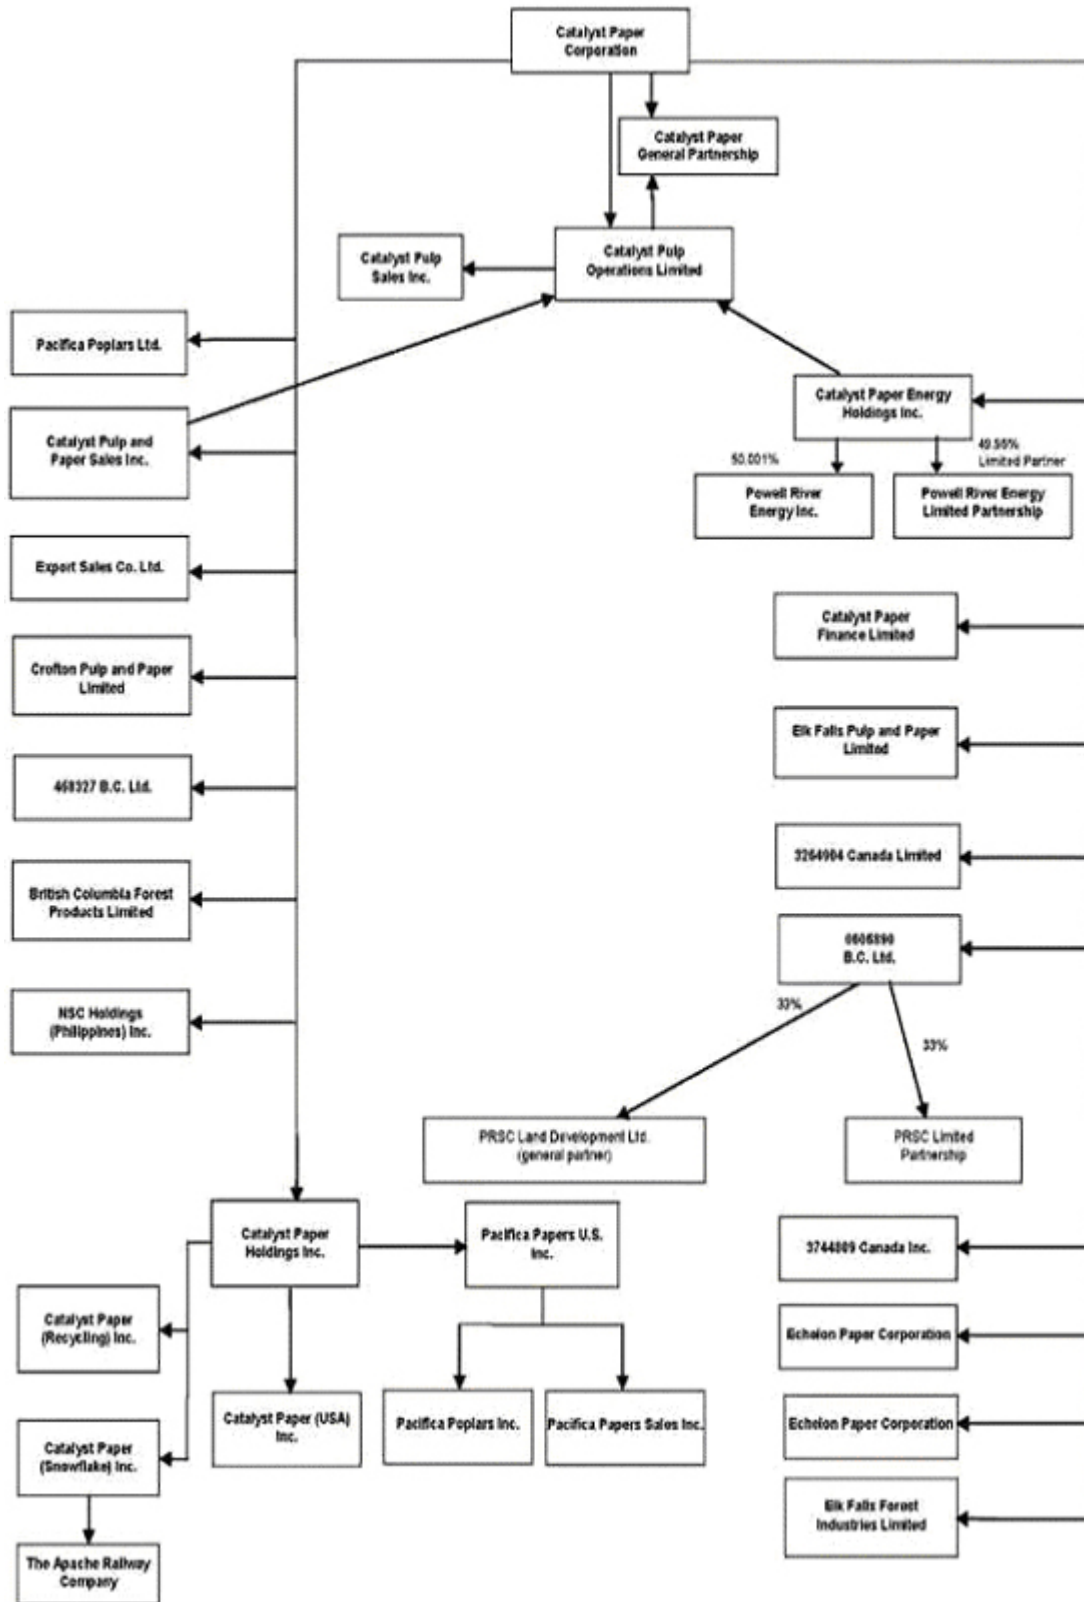 Catalyst Paper
Corporation
Catalyst Paper
General Partnership
Catalyst Pulp
Sales Inc.
Catalyst Pulp
Operations Limited
Pacifica Poplars Ltd.
Catalyst Paper Energy
Holdings Inc.
Catalyst Pulp and
Paper Sales Inc.
50.001%
49.95%
Limited Partner
Powell River
Energy Inc.
Powell River Energy
Limited Partnership
Export Sales Co. Ltd.
Catalyst Paper
Finance Limited
Crofton Pulp and Paper
Limited
Elk Falls Pulp and Paper
Limited
458327 B.C. Ltd.
3264904 Canada Limited
British Columbia Forest
Products Limited
0605890
B.C. Ltd.
NSC Holdings
(Philippines) Inc.
33%
33%
PRSC Land Development Ltd.
(general partner)
PRSC Limited
Partnership
Catalyst Paper
Holdings Inc.
Pacifica Papers U.S.
Inc.
3744809 Canada Inc.
Catalyst Paper
(Recycling) Inc.
Echelon Paper Corporation
Catalyst Paper (USA)
Inc.
Pacifica Poplars Inc.
Pacifica Papers Sales Inc.
Echelon Paper Corporation
Catalyst Paper
(Snowflake) Inc.
Elk Falls Forest
Industries Limited
The Apache Railway
Company